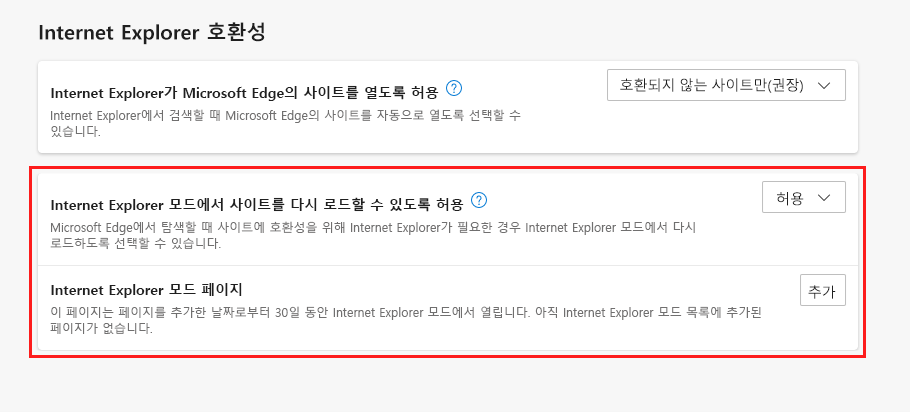 Internet Explorer 호환성
Internet Explorer가 Microsoft Edge의 사이트를 열도록 허용 ?
호환되지 않는 사이트만(권장)
Internet Explorer에서 검색할 때 Microsoft Edge의 사이트를 자동으로 열도록 선택할 수
있습니다.
Internet Explorer 모드에서 사이트를 다시 로드할 수 있도록 허용 ?
허용
Microsoft Edge에서 탐색할 때 사이트에 호환성을 위해 Internet Explorer가 필요한 경우 Internet Explorer 모드에서 다시
로드하도록 선택할 수 있습니다.
Internet Explorer 모드 페이지
추가
이 페이지는 페이지를 추가한 날짜로부터 30일 동안 Internet Explorer 모드에서 열립니다. 아직 Internet Explorer 모드 목록에 추가된
페이지가 없습니다.